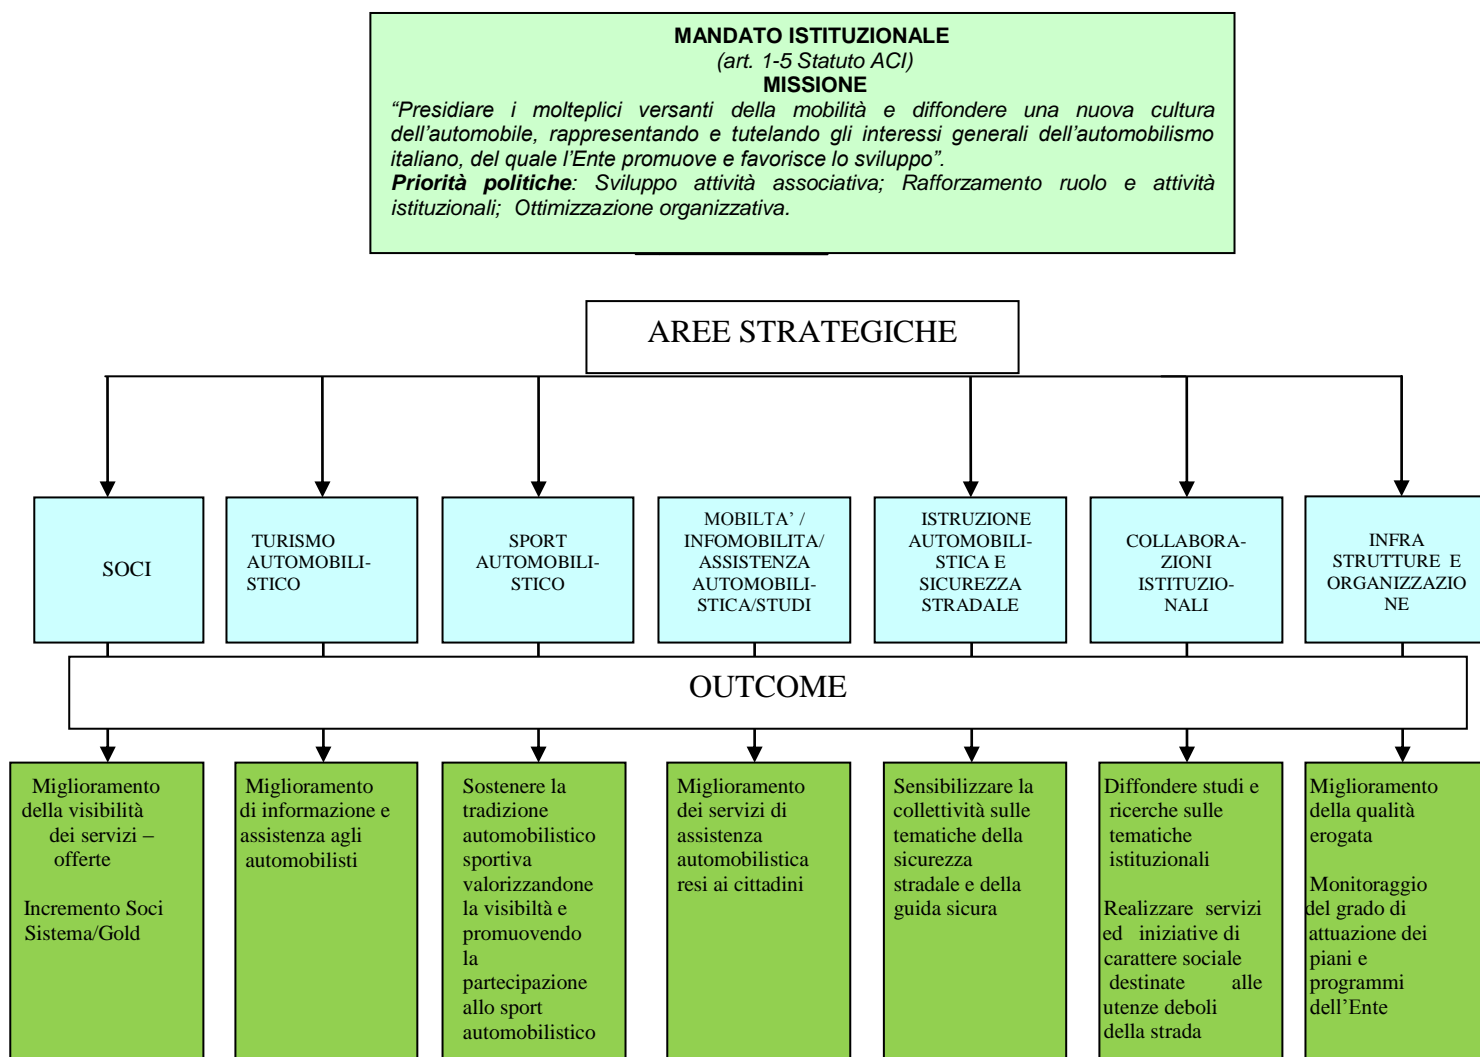 MANDATO ISTITUZIONALE
(art. 1-5 Statuto ACI)
MISSIONE
“Presidiare i molteplici versanti della mobilità e diffondere una nuova cultura
dell’automobile, rappresentando e tutelando gli interessi generali dell’automobilismo
italiano, del quale l’Ente promuove e favorisce lo sviluppo”.
Priorità politiche: Sviluppo attività associativa; Rafforzamento ruolo e attività
istituzionali; Ottimizzazione organizzativa.
AREE STRATEGICHE
SOCI
TURISMO
AUTOMOBILI-
STICO
SPORT
AUTOMOBILI-
STICO
MOBILTA’ /
INFOMOBILITA/
ASSISTENZA
AUTOMOBILI-
STICA/STUDI
ISTRUZIONE
AUTOMOBILI-
STICA E
SICUREZZA
STRADALE
COLLABORA-
ZIONI
ISTITUZIO-
NALI
INFRA
STRUTTURE E
ORGANIZZAZIO
NE
OUTCOME
Miglioramento
della visibilità
dei servizi –
offerte
Incremento Soci
Sistema/Gold
Miglioramento
di informazione e
assistenza agli
automobilisti
Sostenere la
tradizione
automobilistico
sportiva
valorizzandone
la visibiltà e
promuovendo
la
partecipazione
allo sport
automobilistico
Miglioramento
dei servizi di
assistenza
automobilistica
resi ai cittadini
Sensibilizzare la
collettività sulle
tematiche della
sicurezza
stradale e della
guida sicura
Diffondere studi e
ricerche sulle
tematiche
istituzionali
Realizzare servizi
ed iniziative di
carattere sociale
destinate alle
utenze deboli
della strada
Miglioramento
della qualità
erogata
Monitoraggio
del grado di
attuazione dei
piani e
programmi
dell’Ente